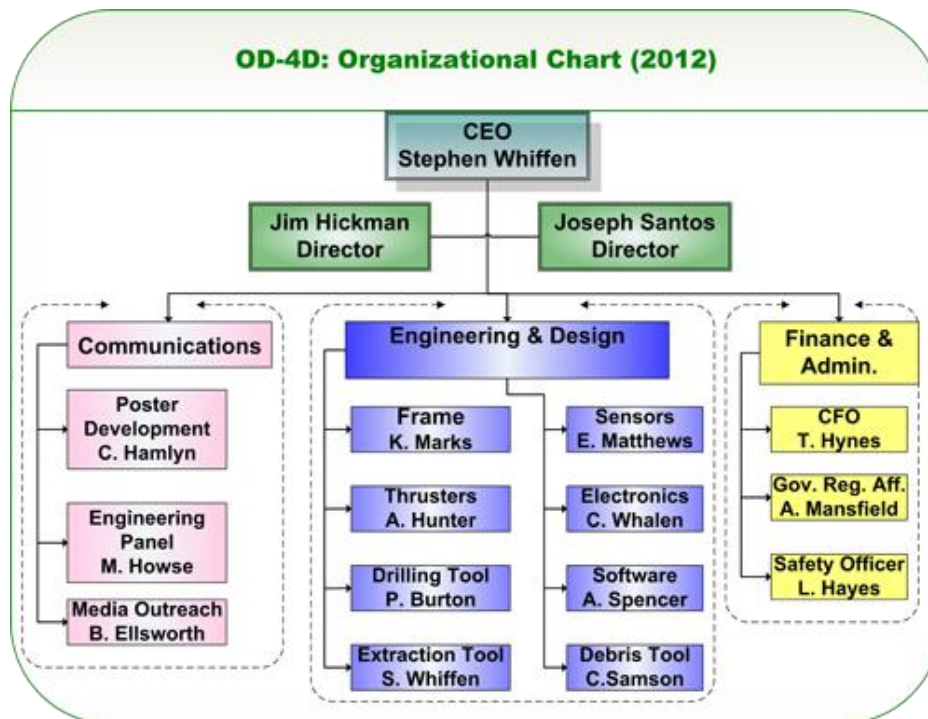 OD-4D: Organizational Chart (2012)
CEO
Stephen Whiffen
Jim Hickman
Director
Joseph Santos
Director
Communications
Poster
Development
C. Hamlyn
Engineering
Panel
M. Howse
Media Outreach
B. Ellsworth
Engineering & Design
Frame
K. Marks
Thrusters
A. Hunter
Drilling Tool
P. Burton
Extraction Tool
S. Whiffen
Sensors
E. Matthews
Electronics
C. Whalen
Software
A. Spencer
Debris Tool
C.Samson
Finance &
Admin.
CFO
T. Hynes
Gov. Reg. Aff.
A. Mansfield
Safety Officer
L. Hayes